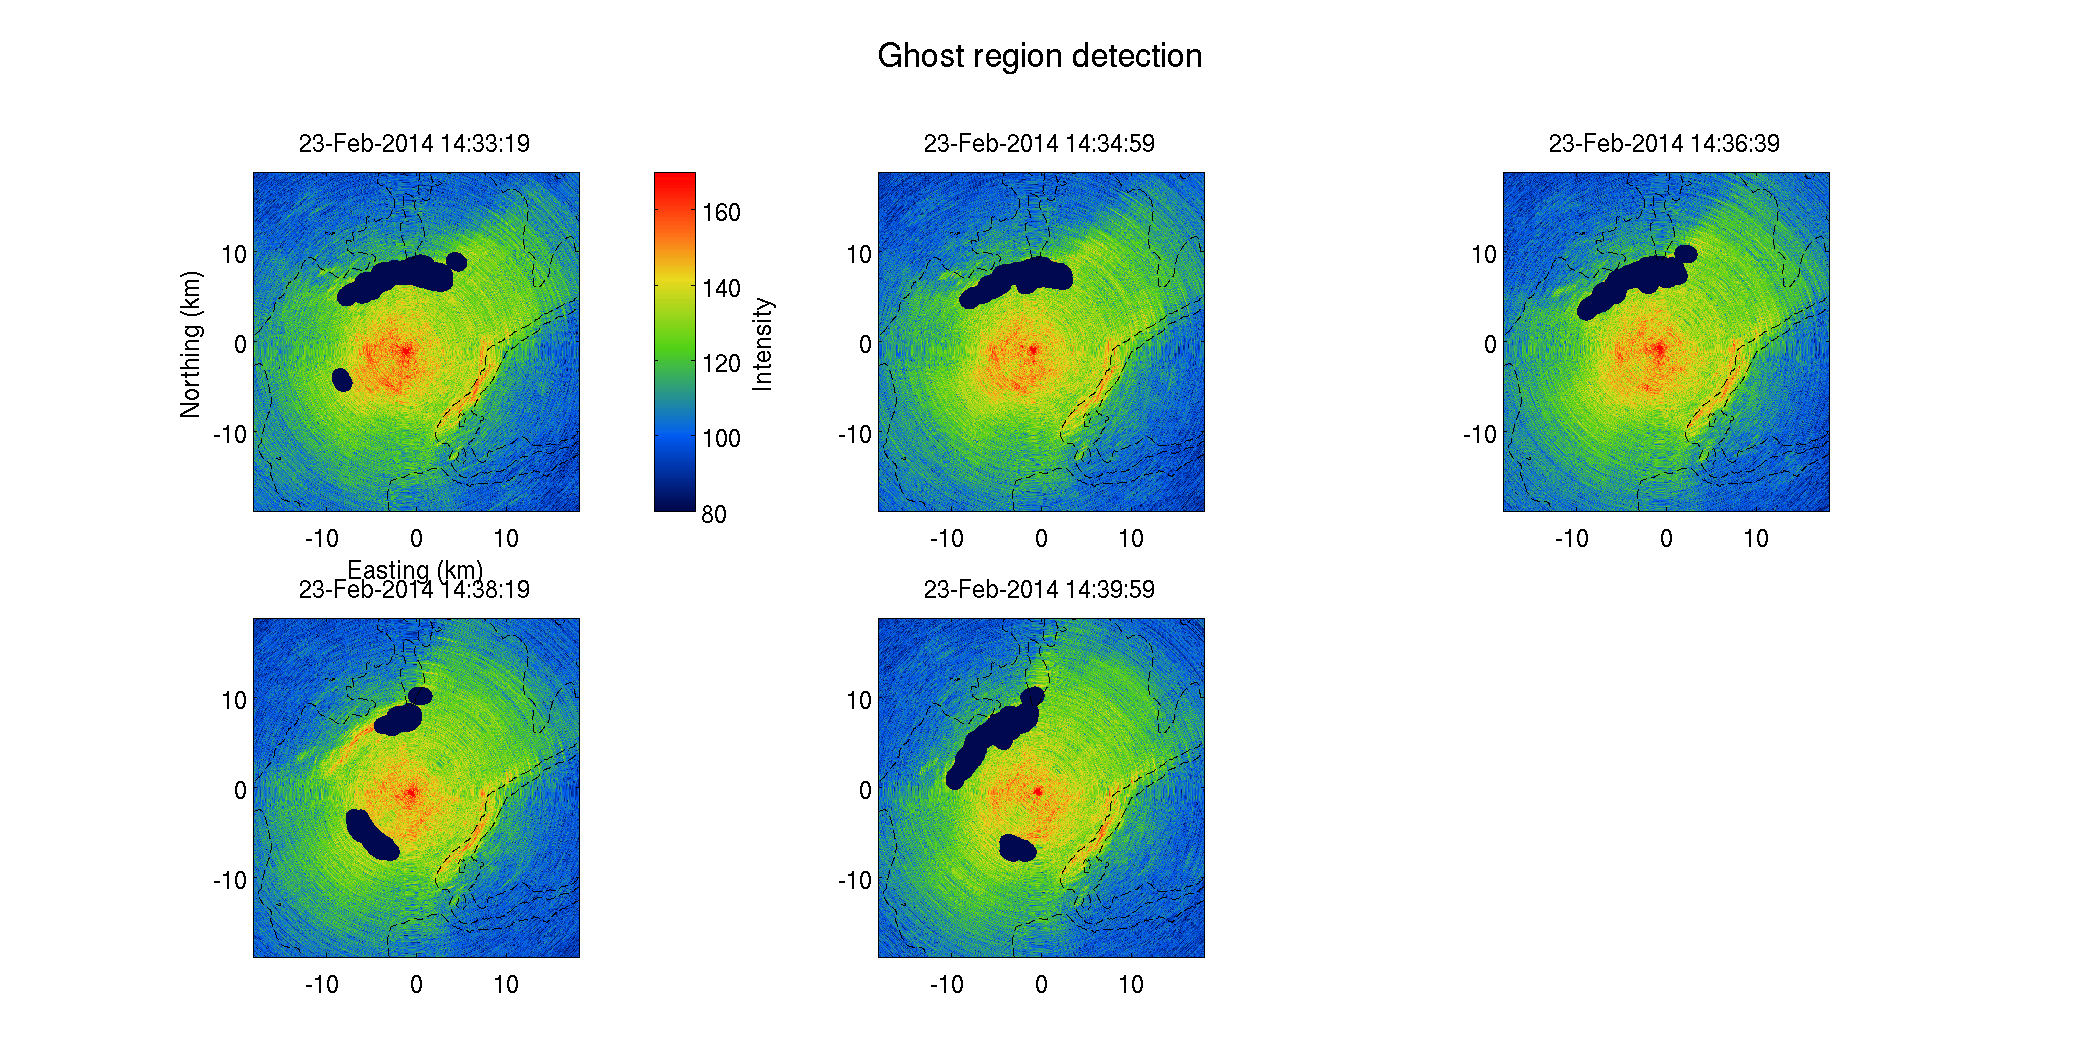 Ghost region detection
23-Feb-2014 14:33:19
23-Feb-2014 14:34:59
23-Feb-2014 14:36:39
10
0
-10
Northing (km)
-10 0 10
Easting (km)
160
140
120
100
80
Intensity
10
0
-10
-10 0 10
10
0
-10
-10 0 10
23-Feb-2014 14:38:19
23-Feb-2014 14:39:59
10
0
-10
-10 0 10
10
0
-10
-10 0 10